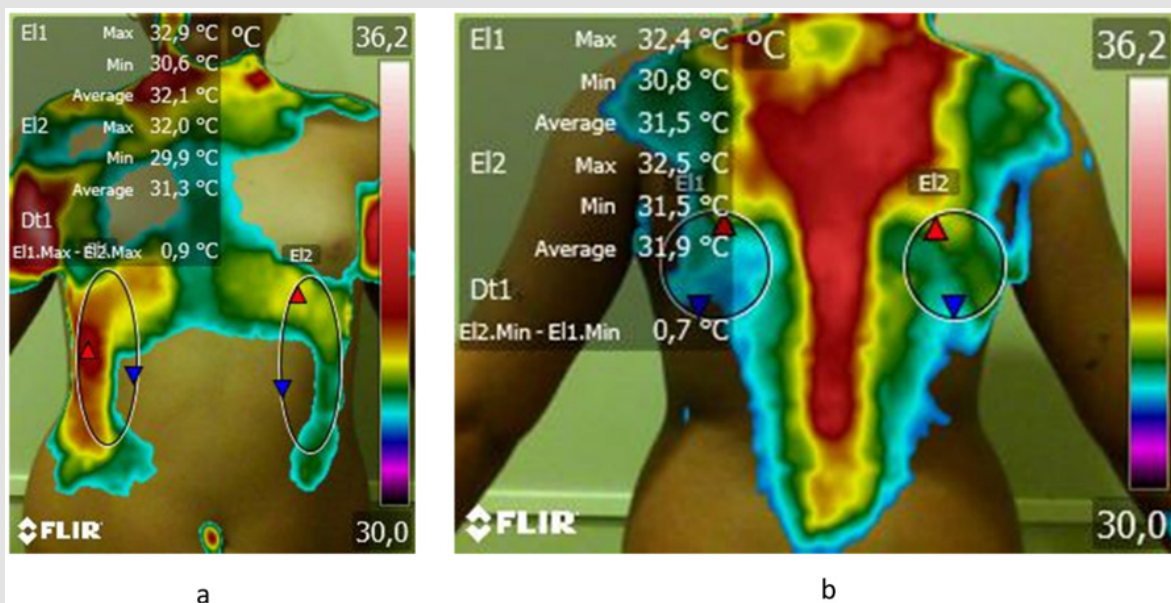 El1 Max 32,9 °C °C 36,2
Min 30,6 °C
Average 32,1 °C
El2 Max 32,0 °C
Min 29,9 °C
Average 31,3 °C
Dt1
El1.Max - El2.Max 0,9 °C
El2
FLIR 30,0
a
El1 Max 32,4 °C °C 36,2
Min 30,8 °C
Average 31,5 °C
El2 Max 32,5 °C
El1 El2
Min 31,5 °C
Average 31,9 °C
Dt1
El2.Min - El1.Min 0,7 °C
FLIR 30,0
b